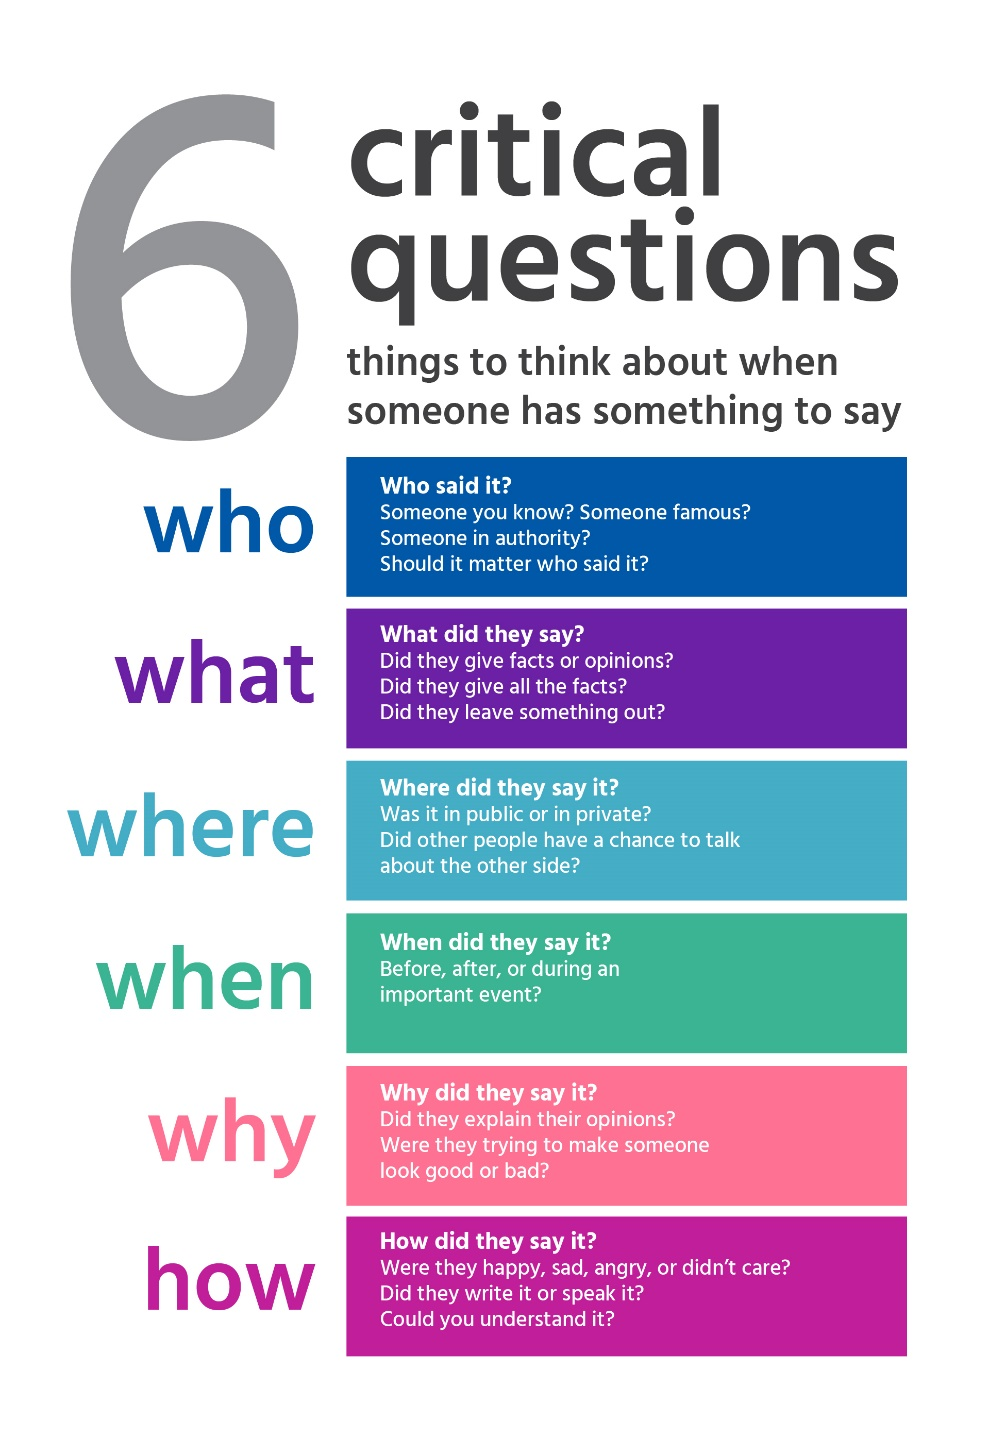 6
critical
questions
things to think about when
someone has something to say
who
Who said it?
Someone you know? Someone famous?
Someone in authority?
Should it matter who said it?
what
What did they say?
Did they give facts or opinions?
Did they give all the facts?
Did they leave something out?
where
Where did they say it?
Was it in public or in private?
Did other people have a chance to talk
about the other side?
when
When did they say it?
Before, after, or during an
important event?
why
Why did they say it?
Did they explain their opinions?
Were they trying to make someone
look good or bad?
how
How did they say it?
Were they happy, sad, angry, or didn’t care?
Did they write it or speak it?
Could you understand it?